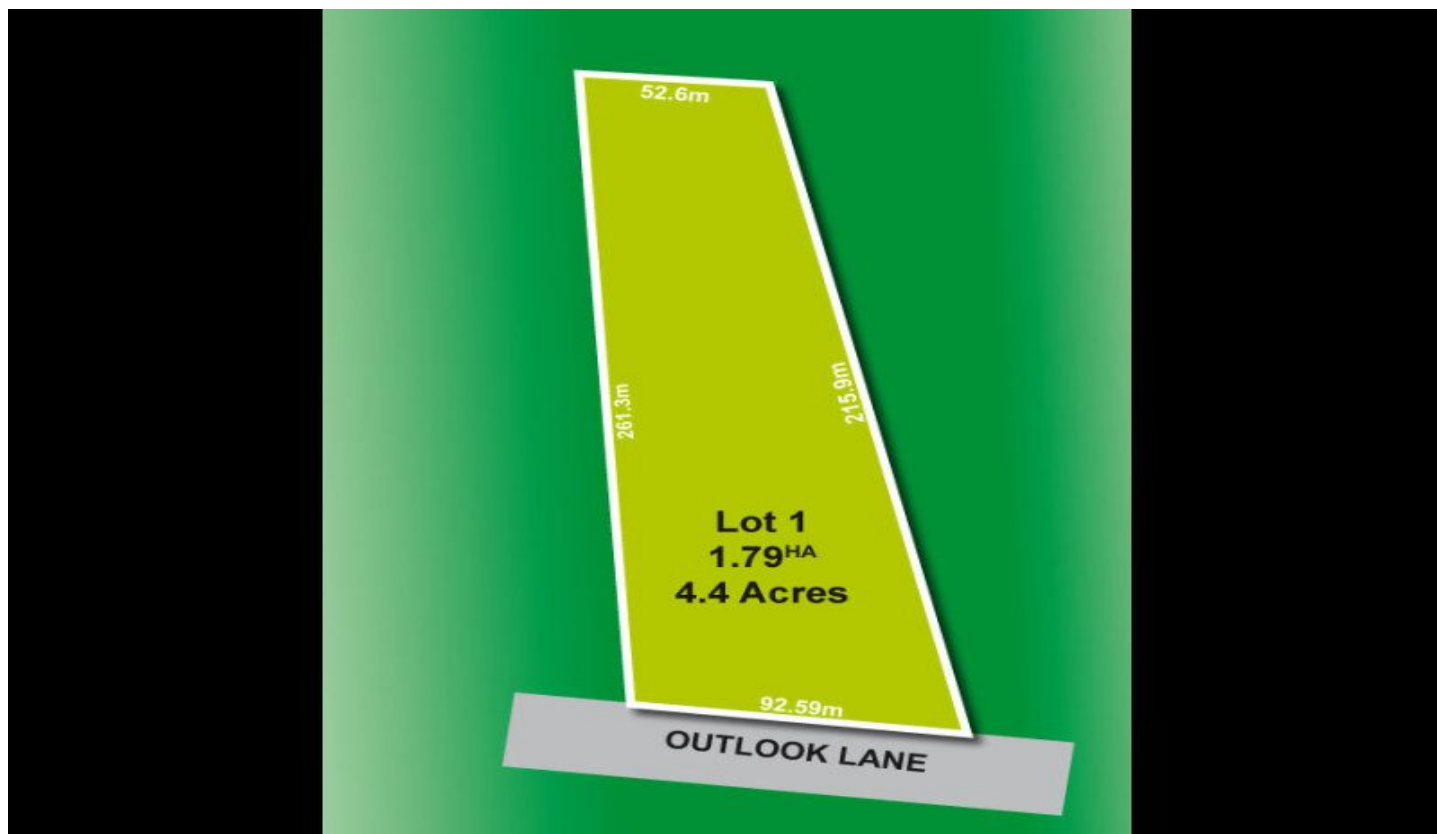 52.6m
261.3m
215.9m
Lot 1
1.79HA
4.4 Acres
92.59m
OUTLOOK LANE